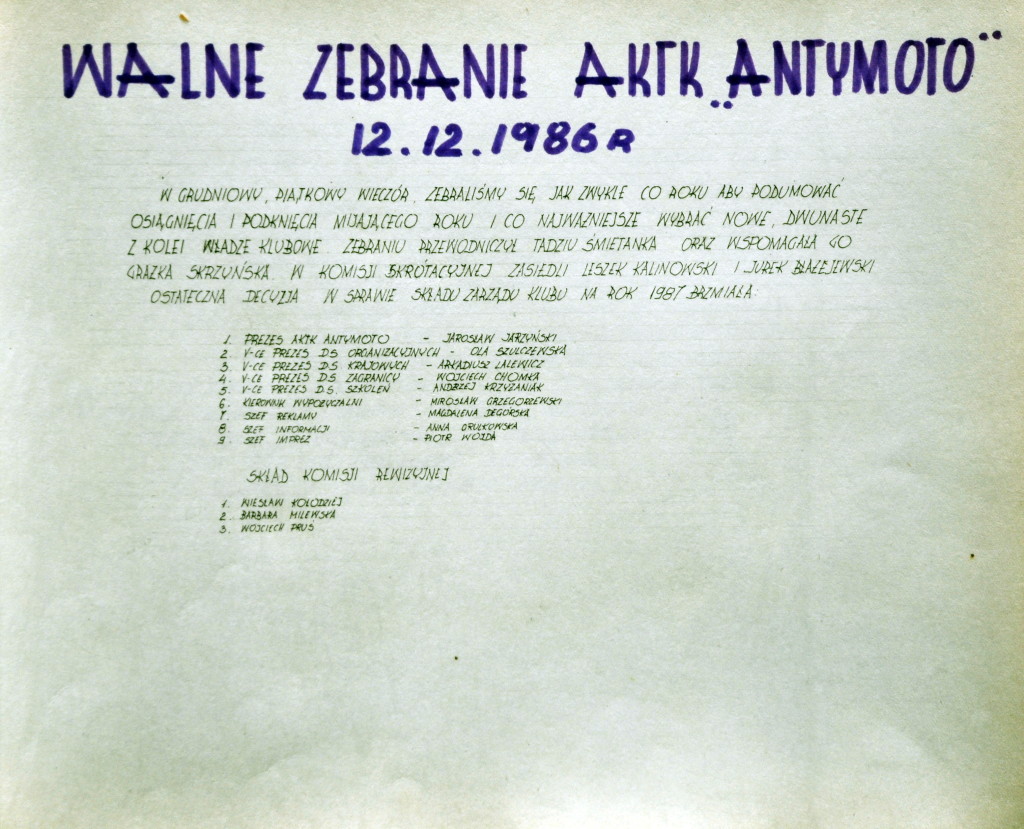 WALNE ZEBRANIE AKTK „ANTYMOTO"
12.12.1986R
W GRUDNIOWY, PIĄTKOWY WIECZÓR, ZEBRALIŚMY SIĘ, JAK ZWYKLE CO ROKU ABY PODUMOWAĆ
OSIĄGNIĘCIA I PODKNIĘCIA MIJAJĄCEGO ROKU I CO NAJWAŻNIEJSZE WYBRAĆ NOWE, DWUNASTE
Z KOLEI WŁADZE KLUBOWE. ZEBRANIU PRZEWODNICZYŁ TADZIU ŚMIETANKA ORAZ WSPOMAGAŁA GO
GRAŻKA SKRZYŃSKA. W KOMISJI SKRÓTACYJNEJ ZASIEDLI LESZEK KALINOWSKI I JUREK BŁAŻEJEWSKI
OSTATECZNA DECYZJA W SPRAWIE SKŁADU ZARZĄDU KLUBU NA ROK 1987 BRZMIAŁA:
1. PREZES AKTK ANTYMOTO - JAROSŁAW JARZYŃSKI
2. V-CE PREZES D.S. ORGANIZACYJNYCH - OLA SZULCZEWSKA
3. V-CE PREZES D.S. KRAJOWYCH - ARKADIUSZ LALEWICZ
4. V-CE PREZES D.S. ZAGRANICY - WOJCIECH CHOMKA
5. V-CE PREZES D.S. SZKOLEŃ - ANDRZEJ KRZYŻANIAK
6. KIEROWNIK WYPOŻYCZALNI - MIROSŁAW GRZEGORZEWSKI
7. SZEF REKLAMY - MAGDALENA DEGÓRSKA
8. SZEF INFORMACJI - ANNA ORUŁKOWSKA
9. SZEF IMPREZ - PIOTR WOJDA
SKŁAD KOMISJI REWIZYJNEJ
1. WIESŁAW KOŁODZIEJ
2. BARBARA MILEWSKA
3. WOJCIECH PRUS